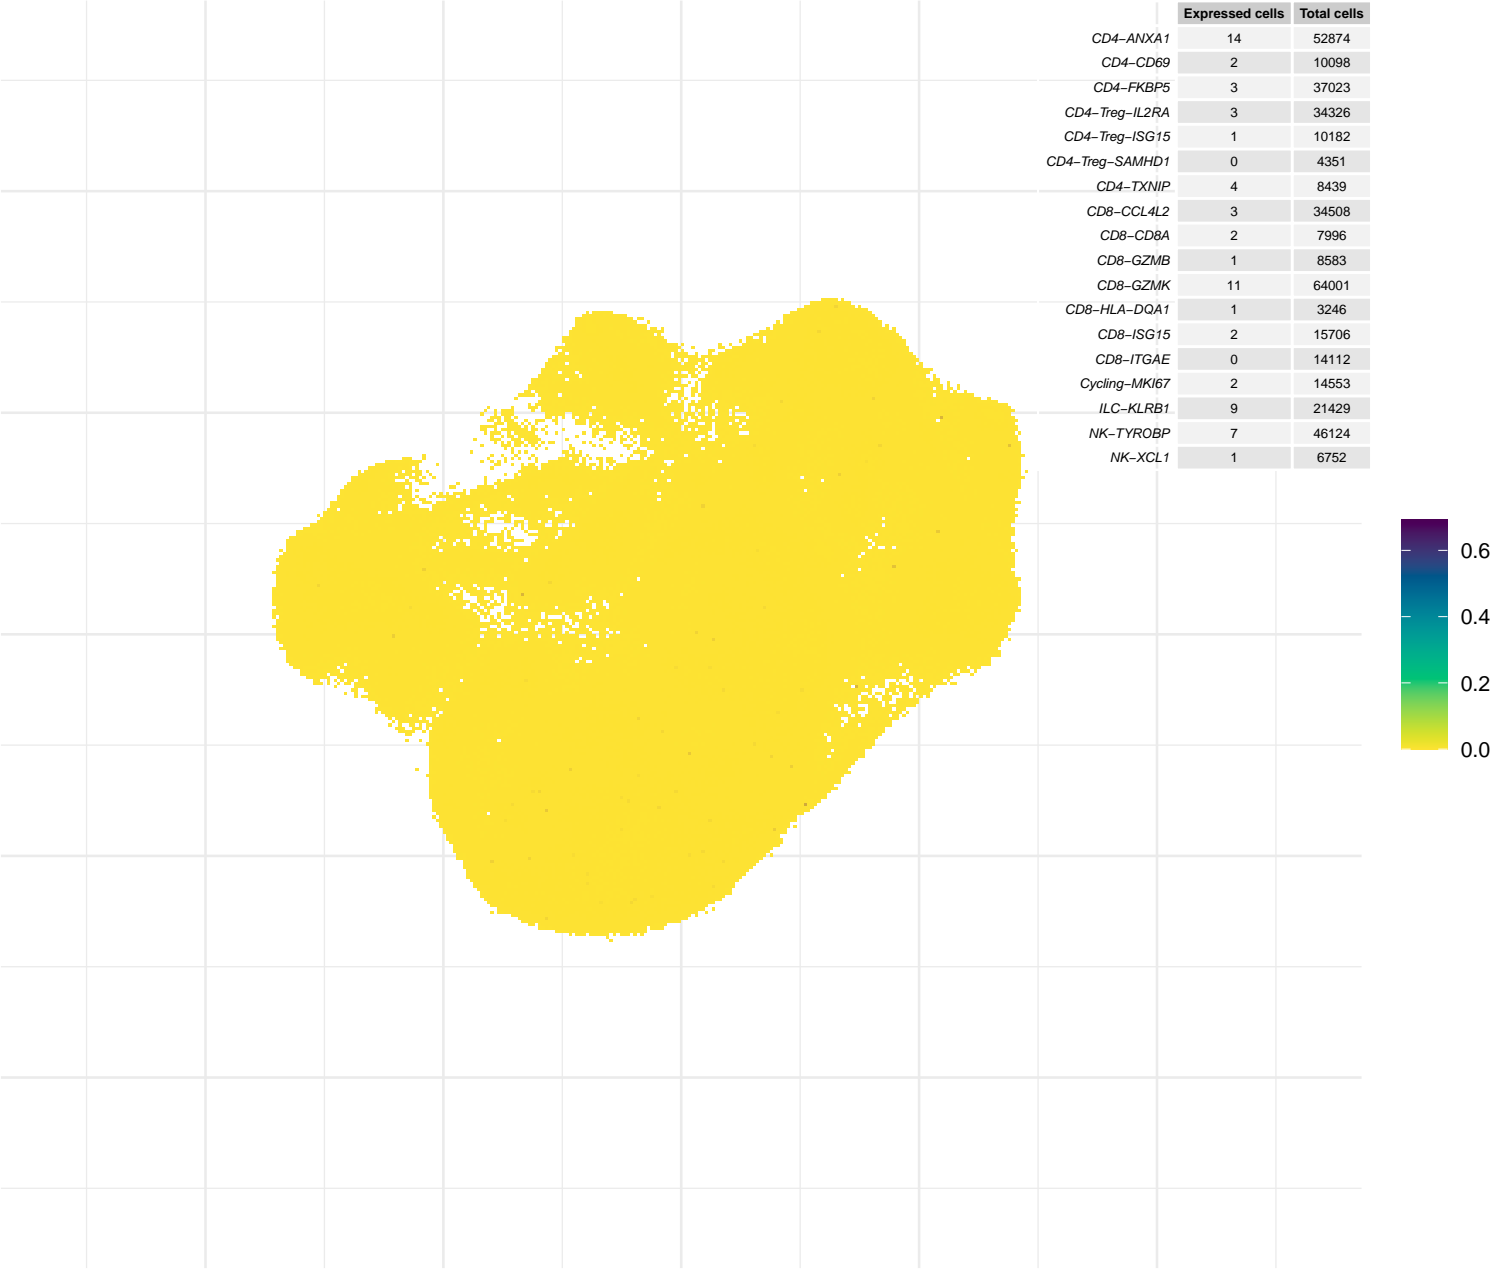 Expressed cells Total cells
CD4−ANXA1 14 52874
CD4−CD69 2 10098
CD4−FKBP5 3 37023
CD4−Treg−IL2RA 3 34326
CD4−Treg−ISG15 1 10182
CD4−Treg−SAMHD1 0 4351
CD4−TXNIP 4 8439
CD8−CCL4L2 3 34508
CD8−CD8A 2 7996
CD8−GZMB 1 8583
CD8−GZMK 11 64001
CD8−HLA−DQA1 1 3246
CD8−ISG15 2 15706
CD8−ITGAE 0 14112
Cycling−MKI67 2 14553
ILC−KLRB1 9 21429
NK−TYROBP 7 46124
NK−XCL1 1 6752
0.6
0.4
0.2
0.0